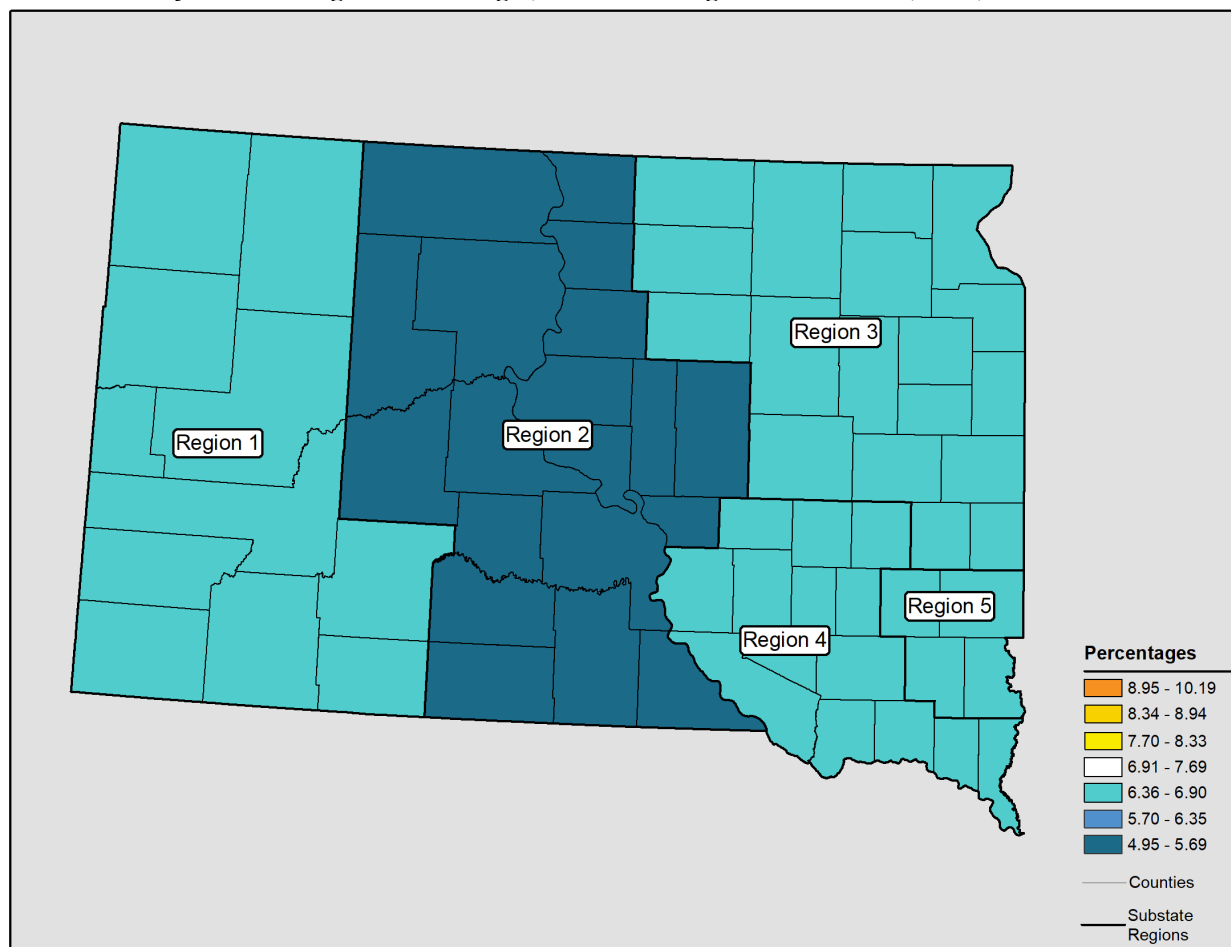 Region 3
Region 2
Region 1
Region 5
Region 4
Percentages
8.95 - 10.19
8.34 - 8.94
7.70 - 8.33
6.91 - 7.69
6.36 - 6.90
5.70 - 6.35
4.95 - 5.69
Counties
Substate
Regions